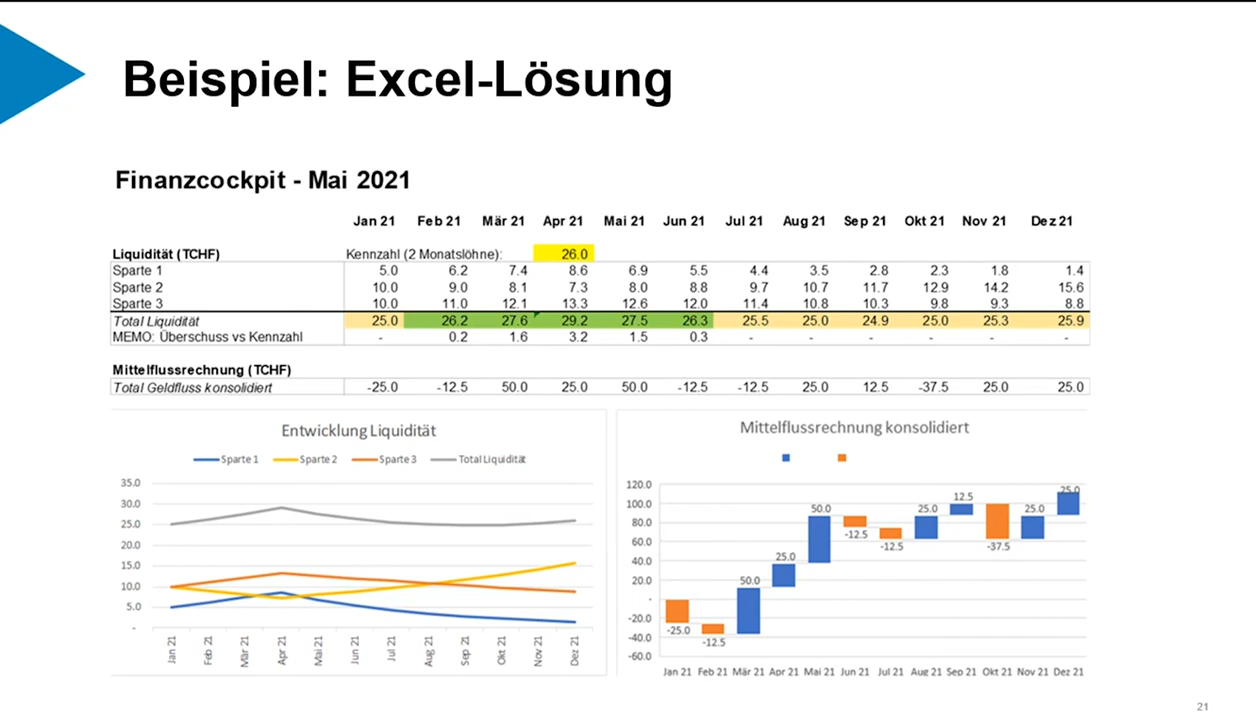 Beispiel: Excel-Lösung
Finanzcockpit - Mai 2021
Jan 21 Feb 21 Mär 21 Apr 21 Mai 21 Jun 21 Jul 21 Aug 21 Sep 21 Okt 21 Nov 21 Dez 21
Liquidität (TCHF) Kennzahl (2 Monatslöhne): 26.0
Sparte 1 5.0 6.2 7.4 8.6 6.9 5.5 4.4 3.5 2.8 2.3 1.8 1.4
Sparte 2 10.0 9.0 8.1 7.3 8.0 8.8 9.7 10.7 11.7 12.9 14.2 15.6
Sparte 3 10.0 11.0 12.1 13.3 12.6 12.0 11.4 10.8 10.3 9.8 9.3 8.8
Total Liquidität 25.0 26.2 27.6 29.2 27.5 26.3 25.5 25.0 24.9 25.0 25.3 25.9
MEMO: Überschuss vs Kennzahl - 0.2 1.6 3.2 1.5 0.3 - - - - - -
Mittelflussrechnung (TCHF)
Total Geldfluss konsolidiert -25.0 -12.5 50.0 25.0 50.0 -12.5 -12.5 25.0 12.5 -37.5 25.0 25.0
Entwicklung Liquidität
Sparte 1 Sparte 2 Sparte 3 Total Liquidität
35.0
30.0
25.0
20.0
15.0
10.0
5.0
-
Jan 21 Feb 21 Mär 21 Apr 21 Mai 21 Jun 21 Jul 21 Aug 21 Sep 21 Okt 21 Nov 21 Dez 21
Mittelflussrechnung konsolidiert
120.0
100.0
80.0
60.0
40.0
20.0
-
-20.0
-40.0
-60.0
-25.0 -12.5 50.0 25.0 50.0 -12.5 -12.5 25.0 12.5 -37.5 25.0 25.0
Jan 21 Feb 21 Mär 21 Apr 21 Mai 21 Jun 21 Jul 21 Aug 21 Sep 21 Okt 21 Nov 21 Dez 21
21